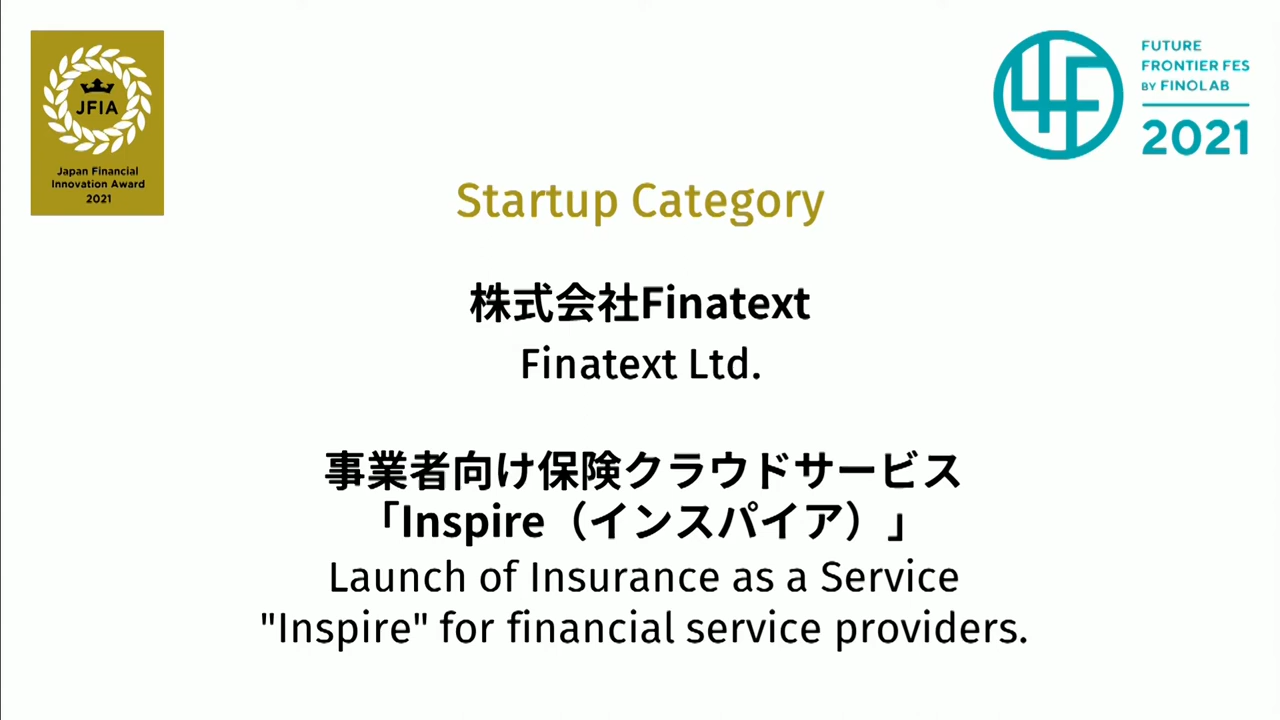 JFIA
Japan Financial
Innovation Award
2021
FUTURE
FRONTIER FES
BY FINOLAB
2021
Startup Category
株式会社Finatext
Finatext Ltd.
事業者向け保険クラウドサービス
「Inspire（インスパイア）」
Launch of Insurance as a Service
"Inspire" for financial service providers.